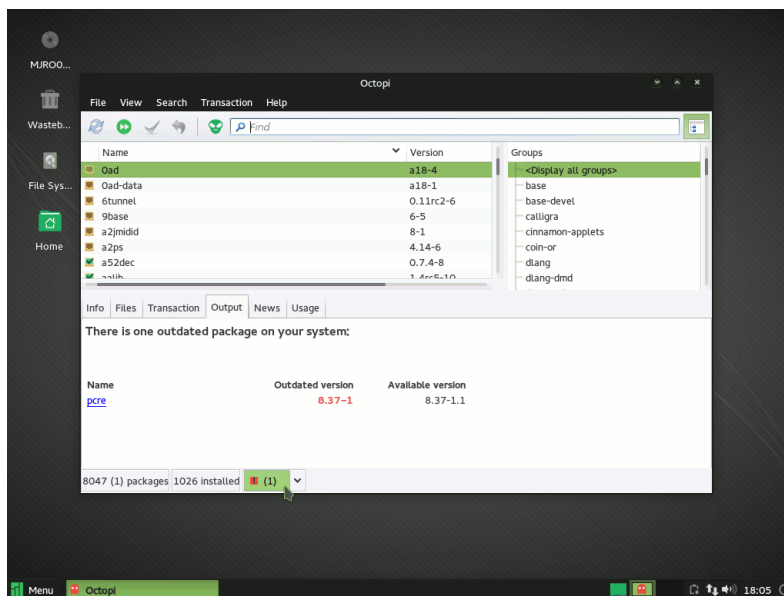 MJROO...
Wasteb...
File Sys...
Home
Octopi
File View Search Transaction Help
Find
Name Version
0ad a18-4
0ad-data a18-1
6tunnel 0.11rc2-6
9base 6-5
a2jmidid 8-1
a2ps 4.14-6
a52dec 0.7.4-8
aalib 1.4rc5-10
Groups
<Display all groups>
base
base-devel
calligra
cinnamon-applets
coin-or
dlang
dlang-dmd
Info Files Transaction Output News Usage
There is one outdated package on your system:
Name Outdated version Available version
pcre 8.37-1 8.37-1.1
8047 (1) packages 1026 installed (1)
Menu Octopi 18:05